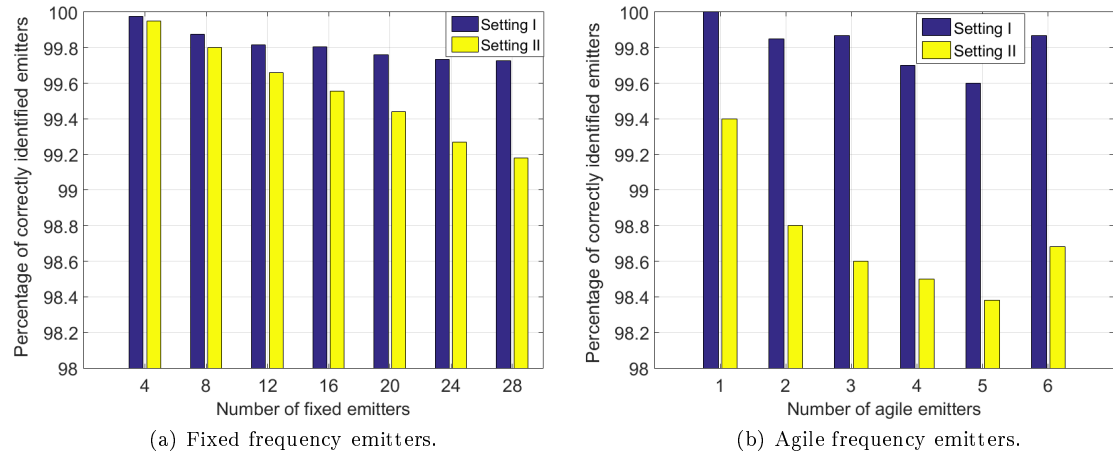 Percentage of correctly identified emitters
100
99.8
99.6
99.4
99.2
99
98.8
98.6
98.4
98.2
98
Setting I
Setting II
4 8 12 16 20 24 28
Number of fixed emitters
(a) Fixed frequency emitters.
Percentage of correctly identified emitters
100
99.8
99.6
99.4
99.2
99
98.8
98.6
98.4
98.2
98
Setting I
Setting II
1 2 3 4 5 6
Number of agile emitters
(b) Agile frequency emitters.